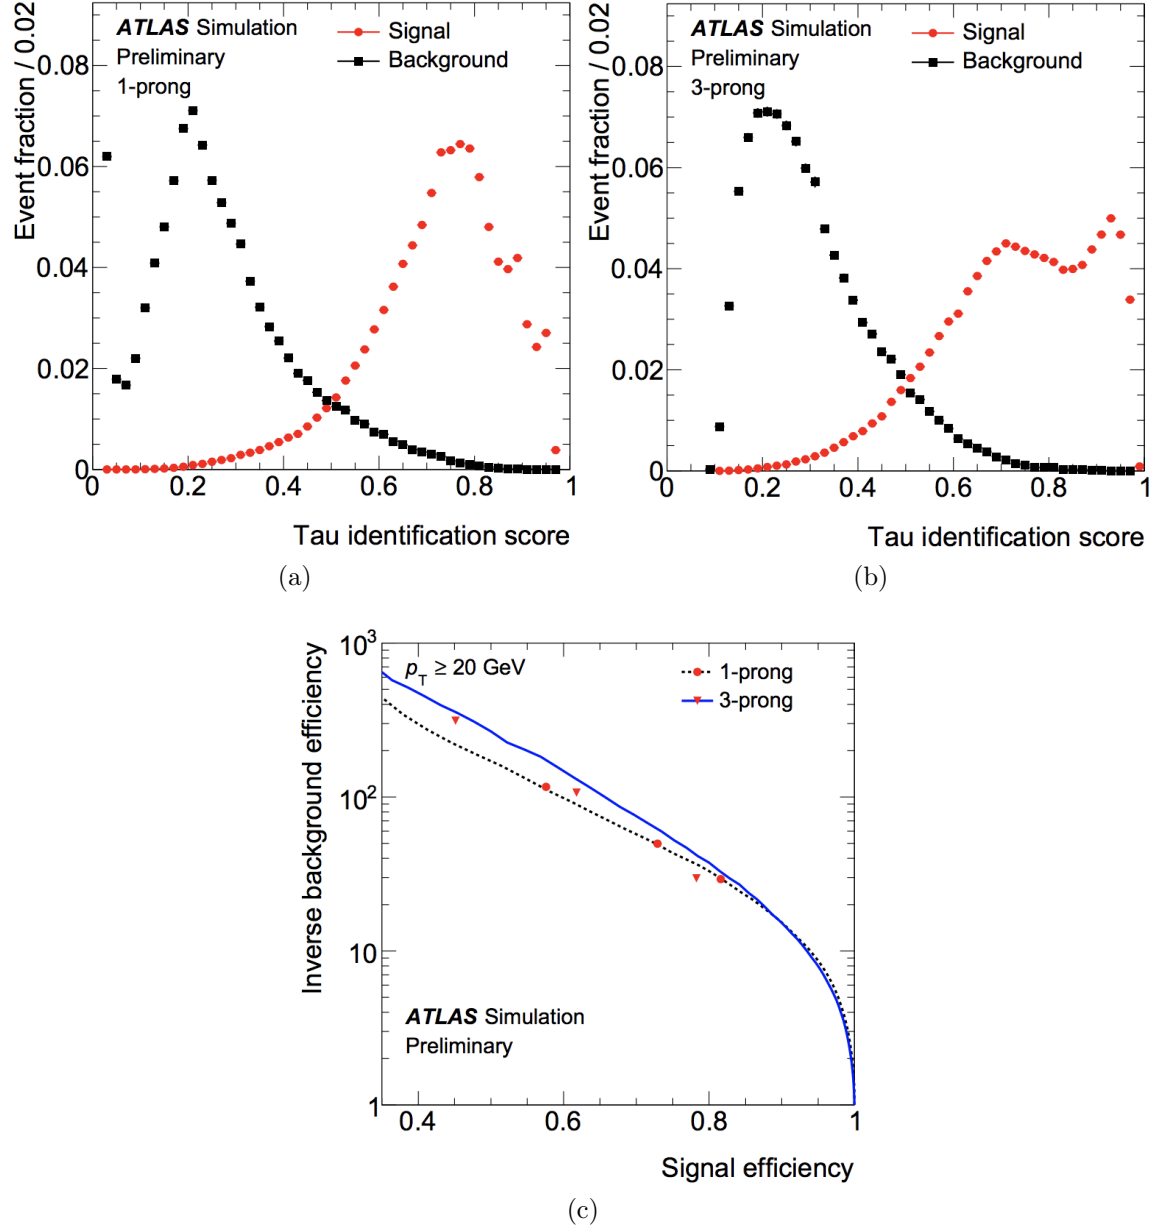 Event fraction / 0.02
ATLAS Simulation
Preliminary
1-prong
Signal
Background
0.08
0.06
0.04
0.02
0
0 0.2 0.4 0.6 0.8 1
Tau identification score
(a)
Event fraction / 0.02
ATLAS Simulation
Preliminary
3-prong
Signal
Background
0.08
0.06
0.04
0.02
0
0 0.2 0.4 0.6 0.8 1
Tau identification score
(b)
Inverse background efficiency
10³
10²
10
1
p_T ≥ 20 GeV
1-prong
3-prong
ATLAS Simulation
Preliminary
0.4 0.6 0.8 1
Signal efficiency
(c)